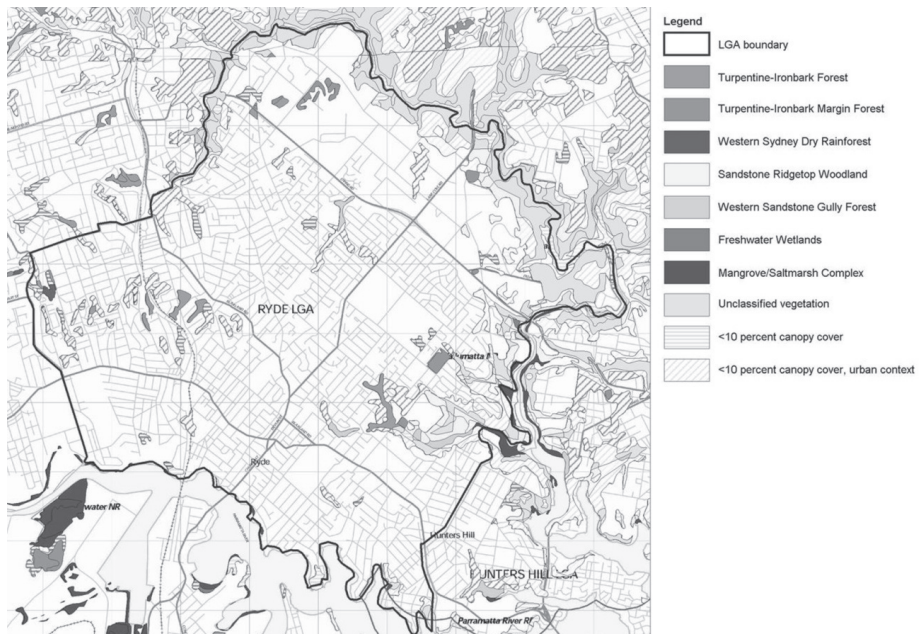 Legend
LGA boundary
Turpentine-Ironbark Forest
Turpentine-Ironbark Margin Forest
Western Sydney Dry Rainforest
Sandstone Ridgetop Woodland
Western Sandstone Gully Forest
Freshwater Wetlands
Mangrove/Saltmarsh Complex
Unclassified vegetation
<10 percent canopy cover
<10 percent canopy cover, urban context
RYDE LGA
Ryde
water NR
Hunters Hill
Parramatta River